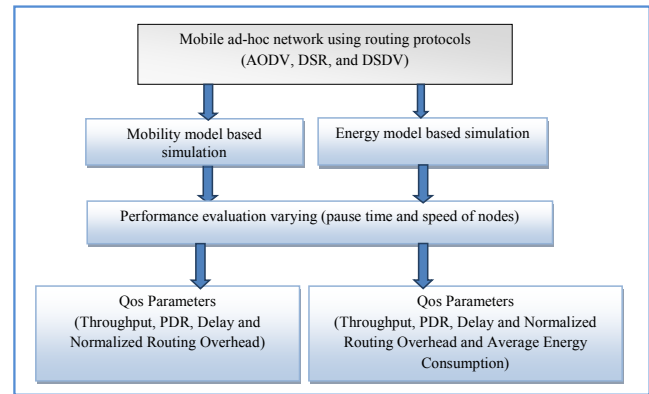 Mobile ad-hoc network using routing protocols
(AODV, DSR, and DSDV)
Mobility model based
simulation
Energy model based simulation
Performance evaluation varying (pause time and speed of nodes)
Qos Parameters
(Throughput, PDR, Delay and
Normalized Routing Overhead)
Qos Parameters
(Throughput, PDR, Delay and Normalized
Routing Overhead and Average Energy
Consumption)